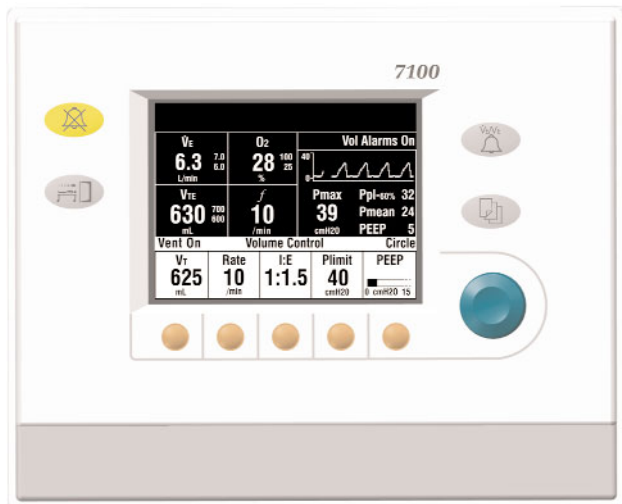 7100
V̇E/VE
V̇E O2 Vol Alarms On
6.3 7.0 6.0 28 100 25 40 0
L/min %
VTE f Pmax Ppl-60% 32
630 700 600 10 39 Pmean 24
mL /min cmH20 PEEP 5
Vent On Volume Control Circle
VT Rate I:E Plimit PEEP
625 10 1:1.5 40
mL /min cmH20 0 cmH20 15